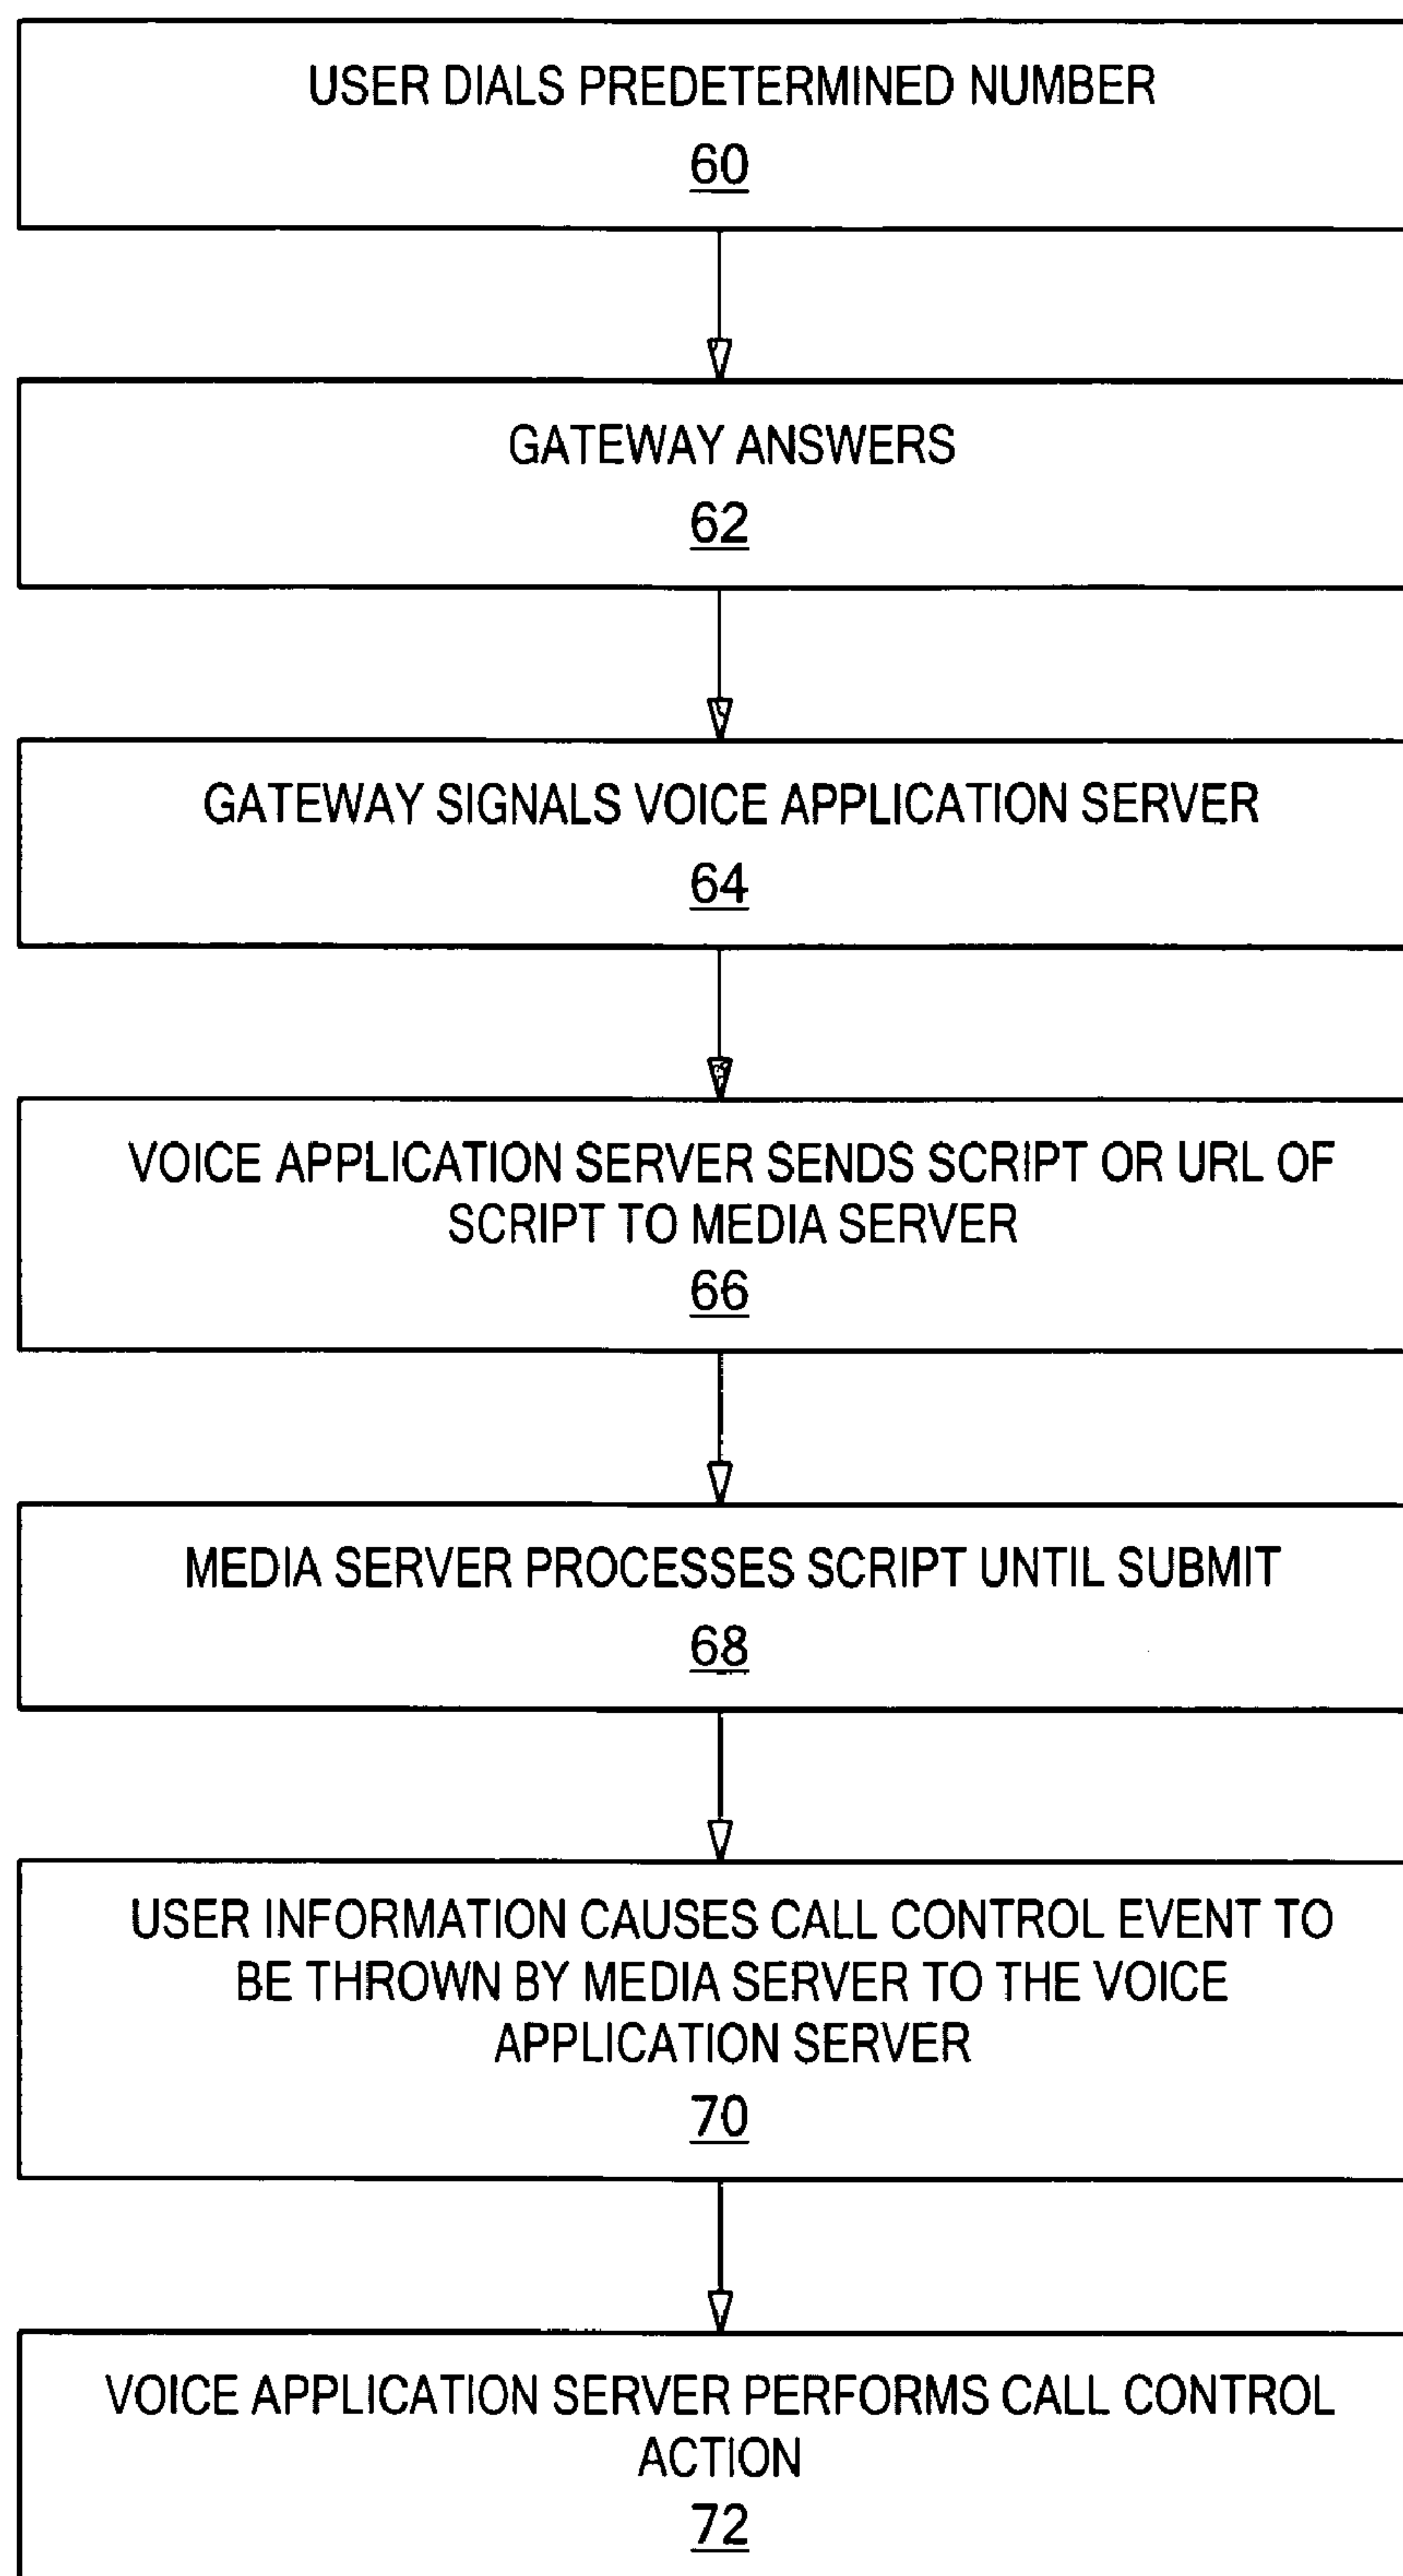 USER DIALS PREDETERMINED NUMBER
60
GATEWAY ANSWERS
62
GATEWAY SIGNALS VOICE APPLICATION SERVER
64
VOICE APPLICATION SERVER SENDS SCRIPT OR URL OF
SCRIPT TO MEDIA SERVER
66
MEDIA SERVER PROCESSES SCRIPT UNTIL SUBMIT
68
USER INFORMATION CAUSES CALL CONTROL EVENT TO
BE THROWN BY MEDIA SERVER TO THE VOICE
APPLICATION SERVER
70
VOICE APPLICATION SERVER PERFORMS CALL CONTROL
ACTION
72